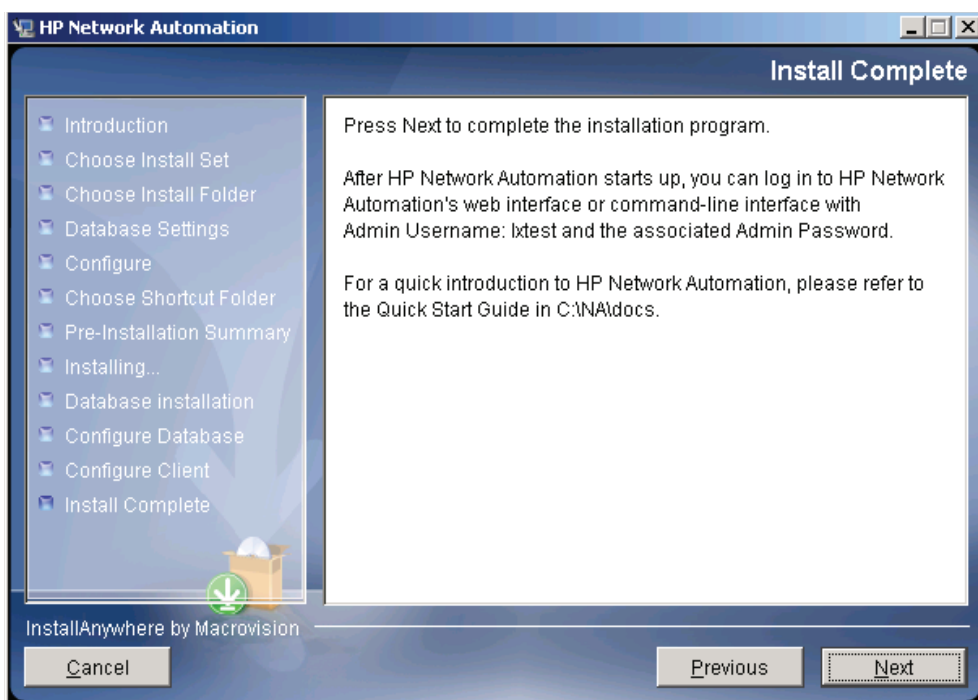 HP Network Automation
Install Complete
Introduction
Choose Install Set
Choose Install Folder
Database Settings
Configure
Choose Shortcut Folder
Pre-Installation Summary
Installing...
Database installation
Configure Database
Configure Client
Install Complete
Press Next to complete the installation program.
After HP Network Automation starts up, you can log in to HP Network
Automation's web interface or command-line interface with
Admin Username: lxtest and the associated Admin Password.
For a quick introduction to HP Network Automation, please refer to
the Quick Start Guide in C:\NA\docs.
InstallAnywhere by Macrovision
Cancel
Previous
Next